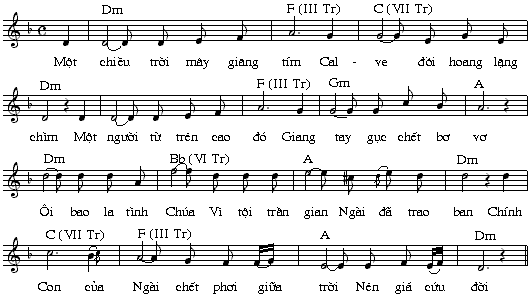 Dm F (III Tr) C (VII Tr)
Một chiều trời mây giăng tím Cal - ve đồi hoang lạng
Dm F (III Tr) Gm A
chìm Một người từ trên cao đó Giang tay gục chết bơ vơ
Dm Bb (VI Tr) A Dm
Ôi bao la tình Chúa Vì tội trần gian Ngài đã trao ban Chính
C (VII Tr) F (III Tr) A Dm
Con của Ngài chết phơi giữa trời Nên giá cứu đời